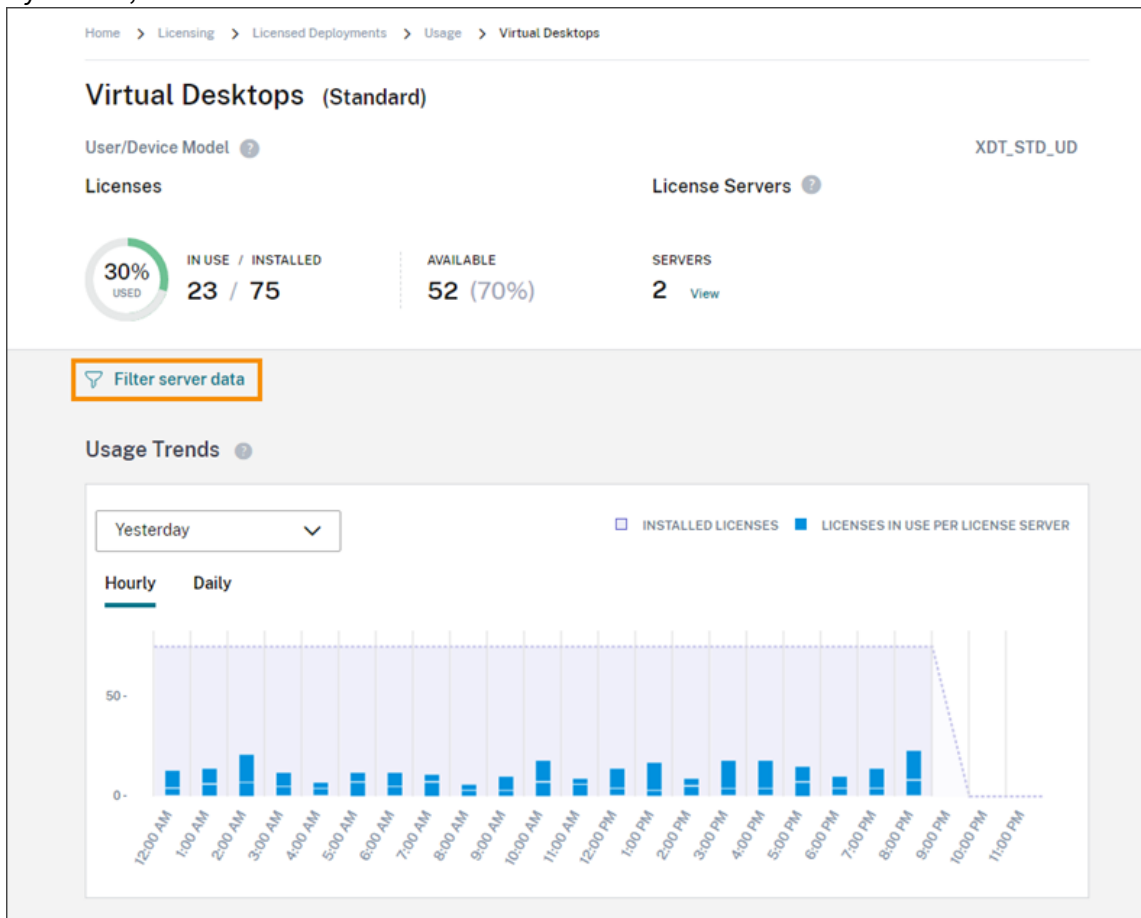 Home > Licensing > Licensed Deployments > Usage > Virtual Desktops
Virtual Desktops (Standard)
User/Device Model ? XDT_STD_UD
Licenses License Servers ?
30%
USED
IN USE / INSTALLED AVAILABLE SERVERS
23 / 75 52 (70%) 2 View
Filter server data
Usage Trends ?
Yesterday
INSTALLED LICENSES LICENSES IN USE PER LICENSE SERVER
Hourly Daily
50-
0-
12:00 AM 1:00 AM 2:00 AM 3:00 AM 4:00 AM 5:00 AM 6:00 AM 7:00 AM 8:00 AM 9:00 AM 10:00 AM 11:00 AM 12:00 PM 1:00 PM 2:00 PM 3:00 PM 4:00 PM 5:00 PM 6:00 PM 7:00 PM 8:00 PM 9:00 PM 10:00 PM 11:00 PM